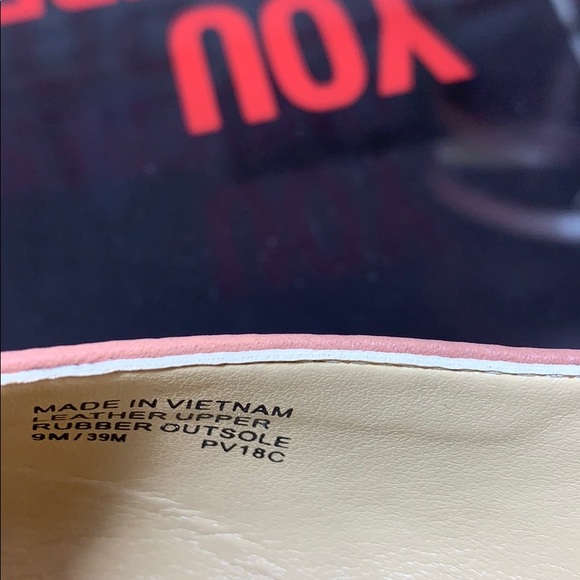 YOU
MADE IN VIETNAM
LEATHER UPPER
RUBBER OUTSOLE
9M / 39M PV18C